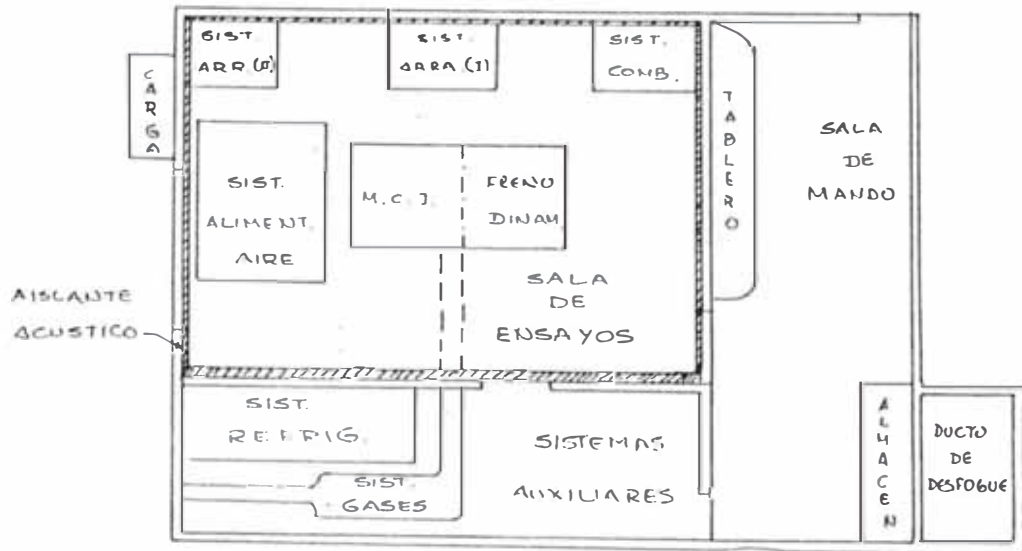 SIST.
ARR (II)
SIST.
ARRA (I)
SIST.
COMB.
CARGA
TABLERO
SALA
DE
MANDO
SIST.
ALIMENT.
AIRE
M.C.I.
FRENO
DINAM.
SALA
DE
ENSAYOS
AISLANTE
ACUSTICO
SIST.
REFRIG.
SIST.
GASES
SISTEMAS
AUXILIARES
ALMACEN
DUCTO
DE
DESFOGUE